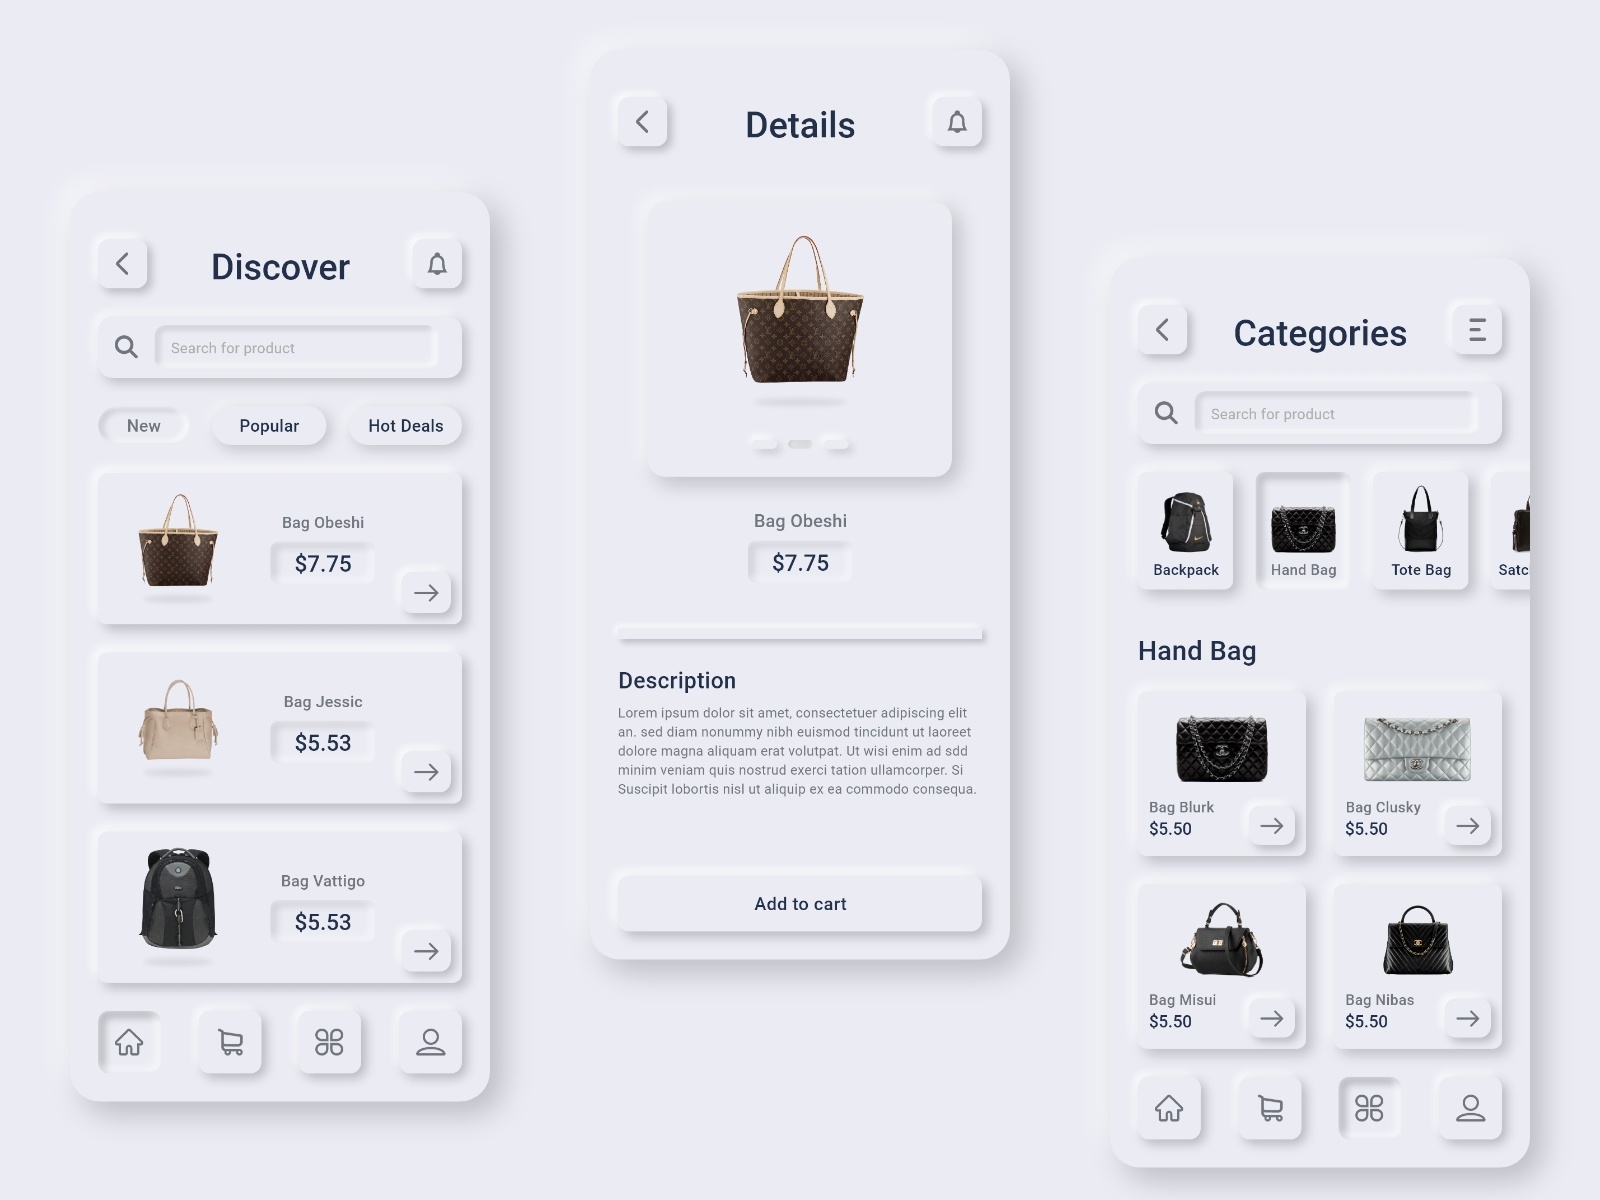 Discover
Search for product
New
Popular
Hot Deals
Bag Obeshi
$7.75
Bag Jessic
$5.53
Bag Vattigo
$5.53
Details
Bag Obeshi
$7.75
Description
Lorem ipsum dolor sit amet, consectetuer adipiscing elit
an. sed diam nonummy nibh euismod tincidunt ut laoreet
dolore magna aliquam erat volutpat. Ut wisi enim ad sdd
minim veniam quis nostrud exerci tation ullamcorper. Si
Suscipit lobortis nisl ut aliquip ex ea commodo consequa.
Add to cart
Categories
Search for product
Backpack
Hand Bag
Tote Bag
Satc
Hand Bag
Bag Blurk
$5.50
Bag Clusky
$5.50
Bag Misui
$5.50
Bag Nibas
$5.50